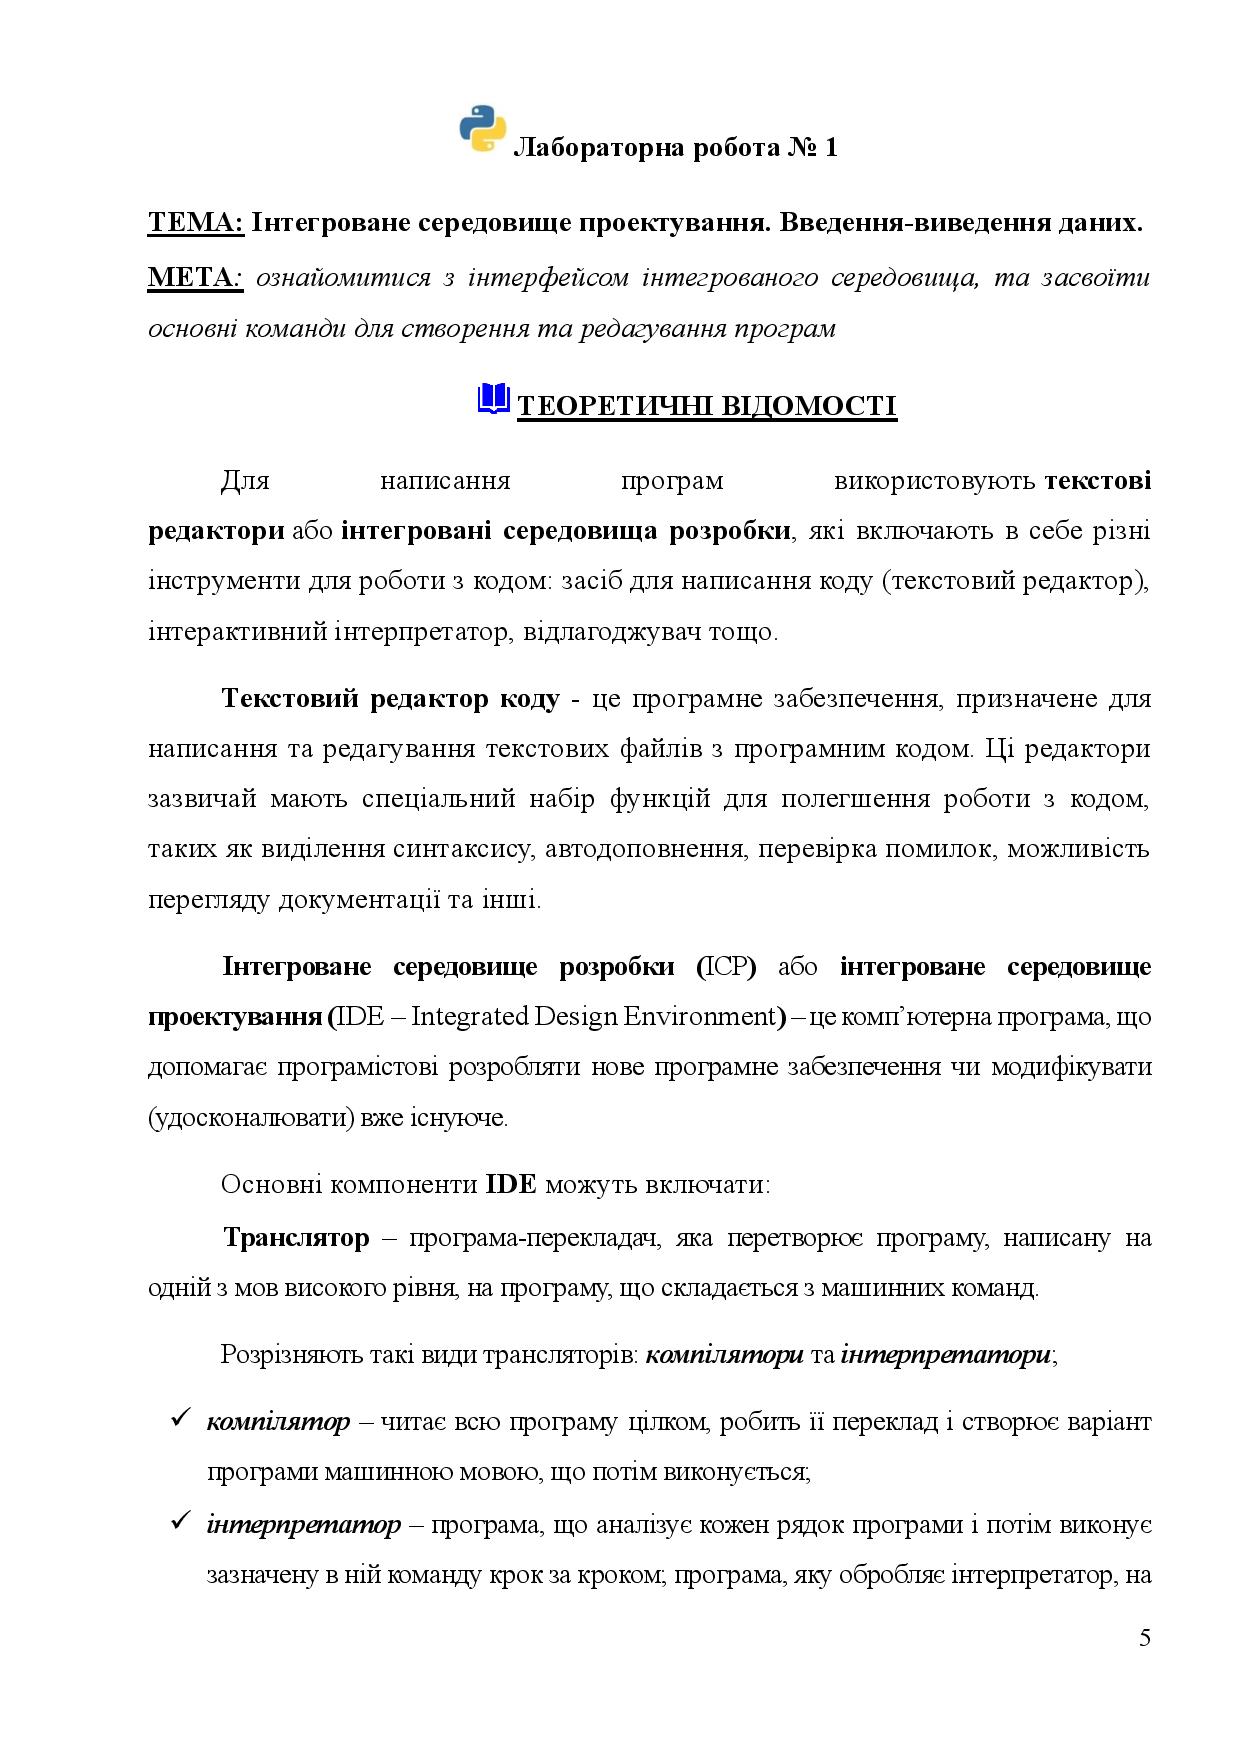 Лабораторна робота № 1
ТЕМА: Інтегроване середовище проектування. Введення-виведення даних.
МЕТА: ознайомитися з інтерфейсом інтегрованого середовища, та засвоїти
основні команди для створення та редагування програм
ТЕОРЕТИЧНІ ВІДОМОСТІ
Для написання програм використовують текстові
редактори або інтегровані середовища розробки, які включають в себе різні
інструменти для роботи з кодом: засіб для написання коду (текстовий редактор),
інтерактивний інтерпретатор, відлагоджувач тощо.
Текстовий редактор коду - це програмне забезпечення, призначене для
написання та редагування текстових файлів з програмним кодом. Ці редактори
зазвичай мають спеціальний набір функцій для полегшення роботи з кодом,
таких як виділення синтаксису, автодоповнення, перевірка помилок, можливість
перегляду документації та інші.
Інтегроване середовище розробки (ІСР) або інтегроване середовище
проектування (IDE – Integrated Design Environment) – це комп’ютерна програма, що
допомагає програмістові розробляти нове програмне забезпечення чи модифікувати
(удосконалювати) вже існуюче.
Основні компоненти IDE можуть включати:
Транслятор – програма-перекладач, яка перетворює програму, написану на
одній з мов високого рівня, на програму, що складається з машинних команд.
Розрізняють такі види трансляторів: компілятори та інтерпретатори;
✓ компілятор – читає всю програму цілком, робить її переклад і створює варіант
програми машинною мовою, що потім виконується;
✓ інтерпретатор – програма, що аналізує кожен рядок програми і потім виконує
зазначену в ній команду крок за кроком; програма, яку обробляє інтерпретатор, на
5